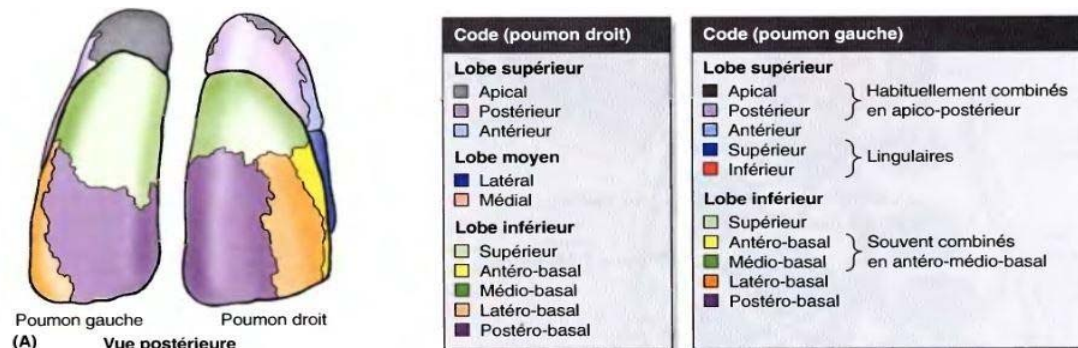 Poumon gauche
Poumon droit
(A) Vue postérieure
Code (poumon droit)
Lobe supérieur
Apical
Postérieur
Antérieur
Lobe moyen
Latéral
Médial
Lobe inférieur
Supérieur
Antéro-basal
Médio-basal
Latéro-basal
Postéro-basal
Code (poumon gauche)
Lobe supérieur
Apical
Postérieur
Habituellement combinés
en apico-postérieur
Antérieur
Supérieur
Inférieur
Lingulaires
Lobe inférieur
Supérieur
Antéro-basal
Médio-basal
Souvent combinés
en antéro-médio-basal
Latéro-basal
Postéro-basal